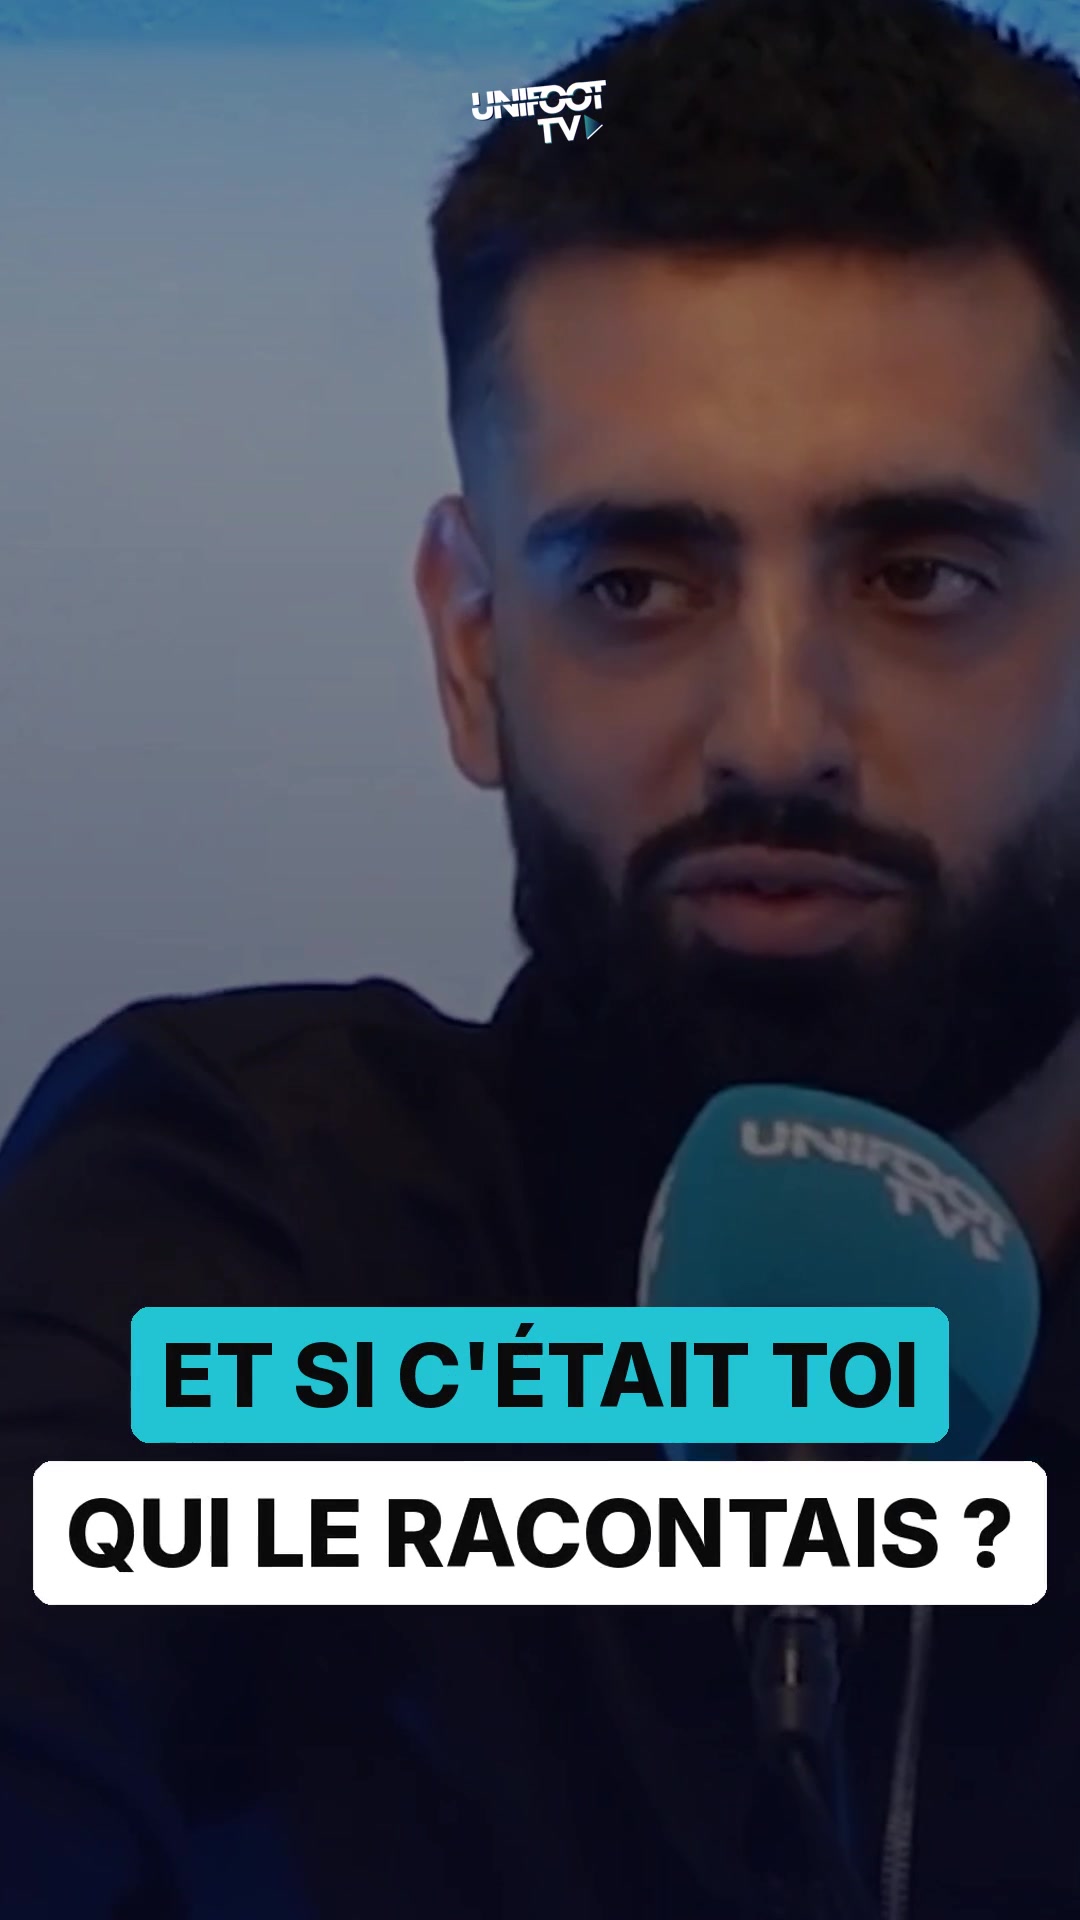 UNIFOOT
TV
UNIFOOT
TV
ET SI C'ÉTAIT TOI
QUI LE RACONTAIS ?